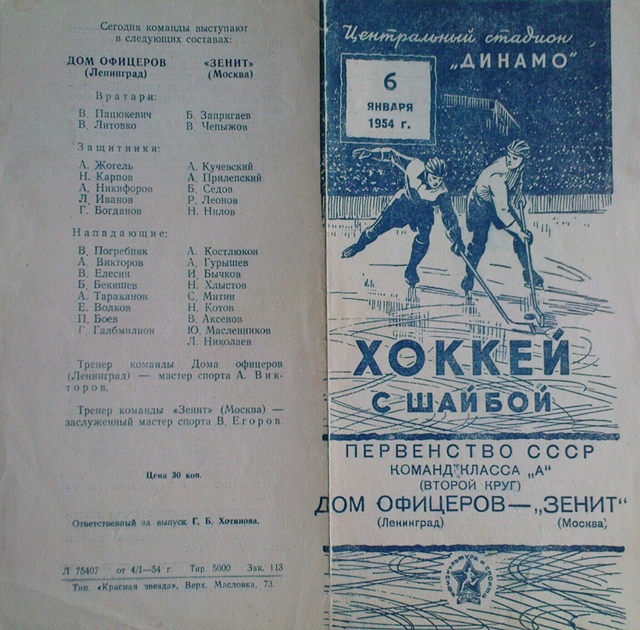 Сегодня команды выступают
в следующих составах:
ДОМ ОФИЦЕРОВ «ЗЕНИТ»
(Ленинград) (Москва)
Вратари:
В. Пацюкевич Б. Запрягаев
В. Литовко В. Чепыжов
Защитники:
А. Жогель А. Кучевский
Н. Карпов А. Прилепский
А. Никифоров Б. Седов
Л. Иванов Р. Леонов
Г. Богданов Н. Нилов
Нападающие:
В. Погребняк А. Костлюков
А. Викторов А. Гурышев
В. Елесин И. Бычков
Б. Бекяшев Н. Хлыстов
А. Тараканов С. Митин
Е. Волков Н. Котов
П. Боев В. Аксенов
Г. Галбмилион Ю. Масленников
Л. Николаев
Тренер команды Дома офицеров
(Ленинград) — мастер спорта А. Вик-
торов.
Тренер команды «Зенит» (Москва) —
заслуженный мастер спорта В. Егоров.
Цена 30 коп.
Ответственный за выпуск Г. Б. Хотянова.
Л 75407 от 4/I—54 г. Тир. 5000 Зак. 113
Тип. «Красная звезда», Верх. Масловка, 73.
Центральный стадион
„ДИНАМО"
6
ЯНВАРЯ
1954 г.
ХОККЕЙ
С ШАЙБОЙ
ПЕРВЕНСТВО СССР
КОМАНД КЛАССА „А"
(ВТОРОЙ КРУГ)
ДОМ ОФИЦЕРОВ—„ЗЕНИТ"
(Ленинград) (Москва)